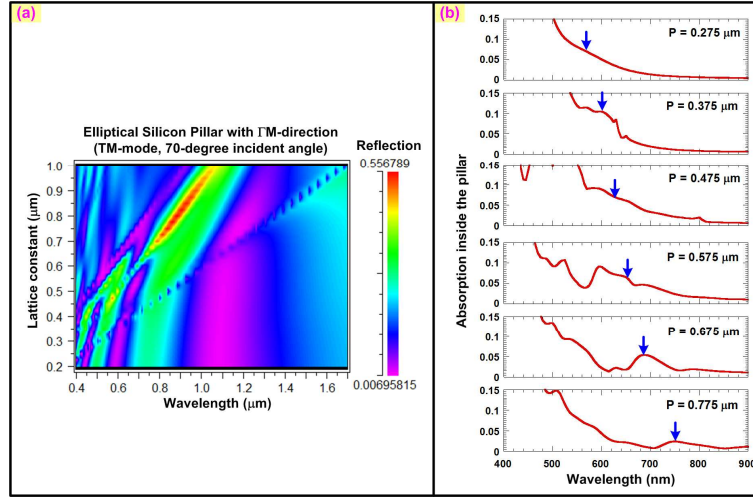 (a)
Elliptical Silicon Pillar with ΓM-direction
(TM-mode, 70-degree incident angle)
Reflection
0.556789
0.00695815
Lattice constant (μm)
1.0
0.9
0.8
0.7
0.6
0.5
0.4
0.3
0.2
0.4 0.6 0.8 1.0 1.2 1.4 1.6
Wavelength (μm)
(b)
Absorption inside the pillar
0.15
0.1
0.05
0
P = 0.275 μm
0.15
0.1
0.05
0
P = 0.375 μm
0.15
0.1
0.05
0
P = 0.475 μm
0.15
0.1
0.05
0
P = 0.575 μm
0.15
0.1
0.05
0
P = 0.675 μm
0.15
0.1
0.05
0
P = 0.775 μm
400 500 600 700 800 900
Wavelength (nm)